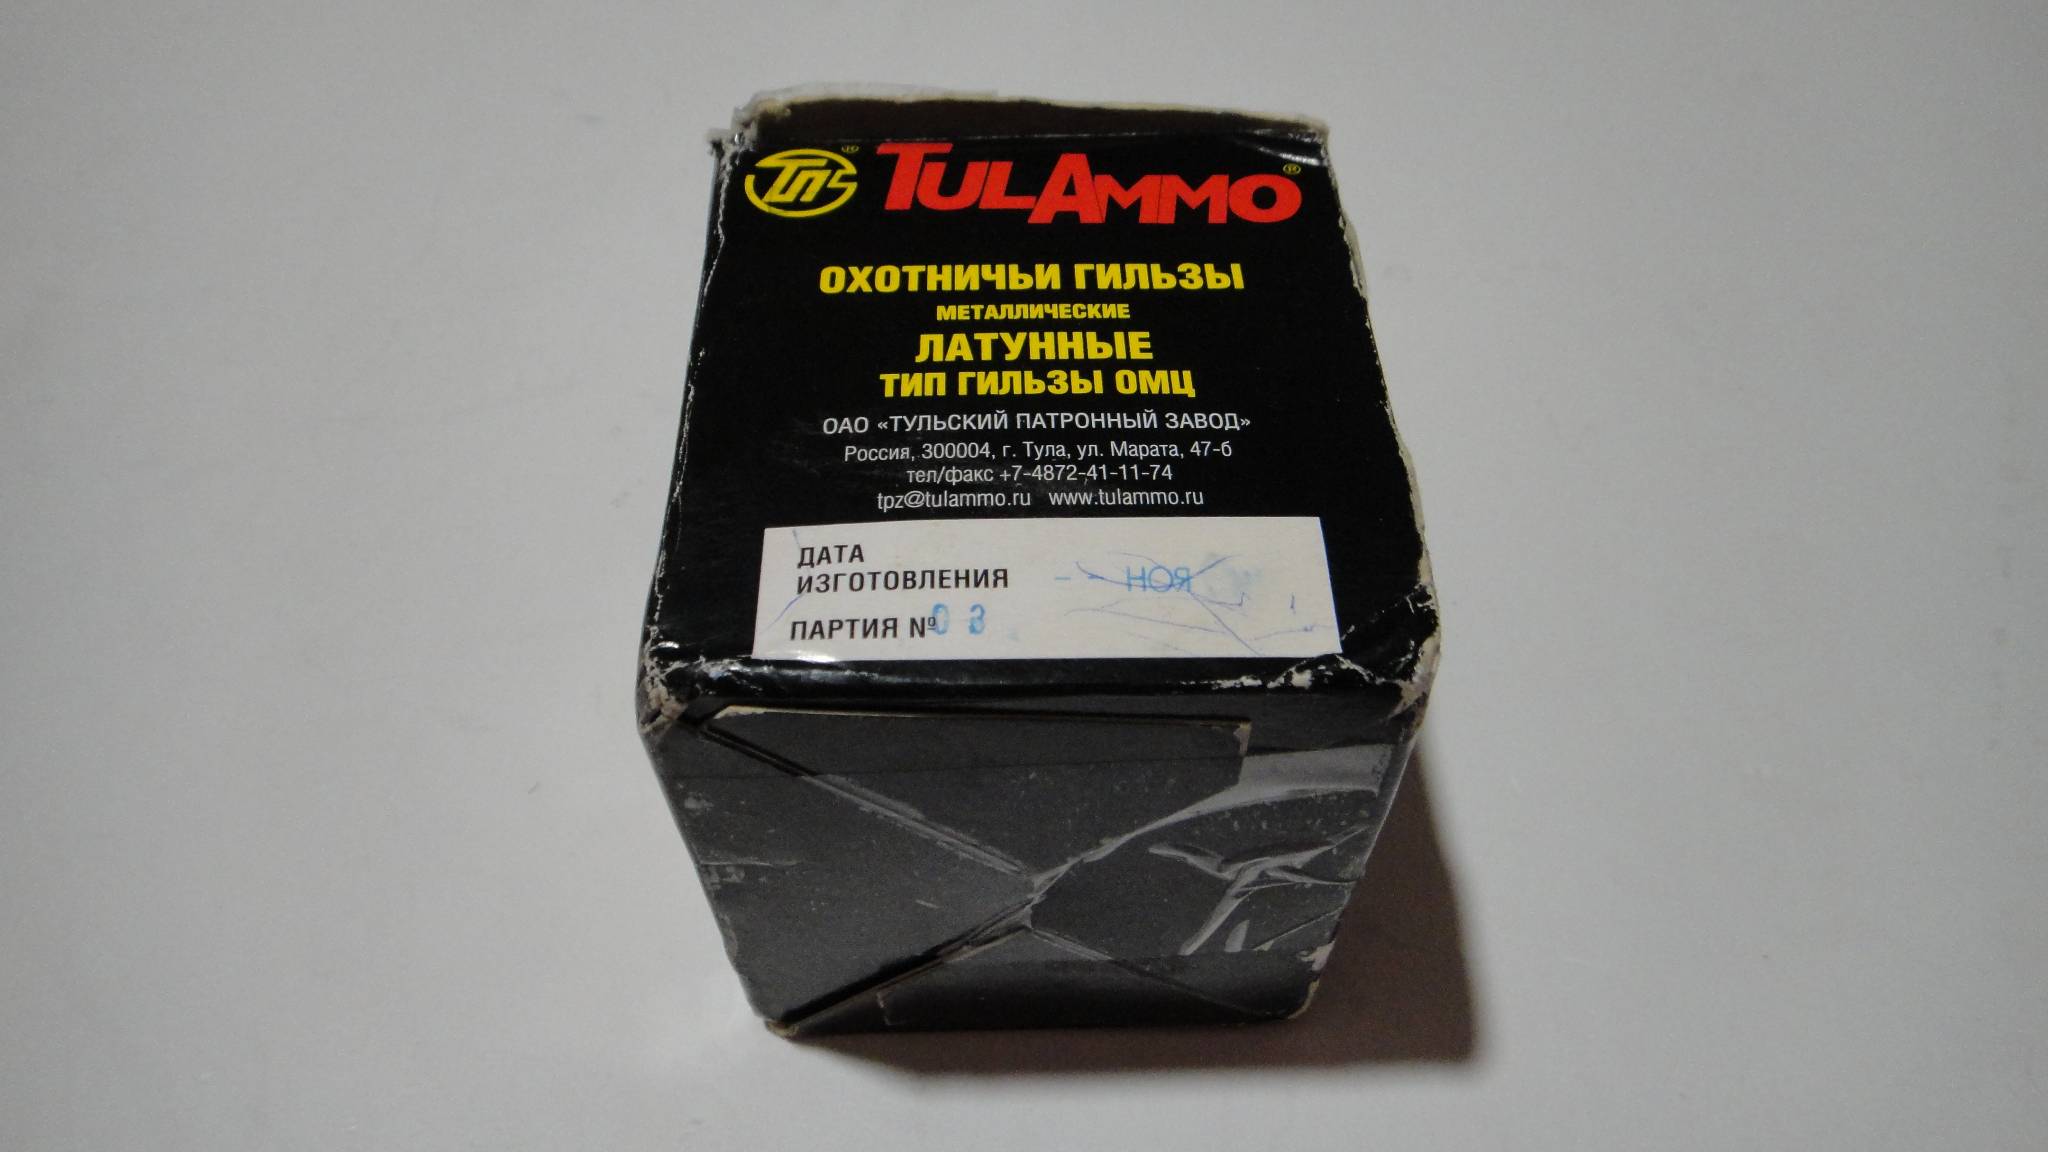 ТПЗ® TULAMMO®
ОХОТНИЧЬИ ГИЛЬЗЫ
МЕТАЛЛИЧЕСКИЕ
ЛАТУННЫЕ
ТИП ГИЛЬЗЫ ОМЦ
ОАО «ТУЛЬСКИЙ ПАТРОННЫЙ ЗАВОД»
Россия, 300004, г. Тула, ул. Марата, 47-б
тел/факс +7-4872-41-11-74
tpz@tulammo.ru www.tulammo.ru
ДАТА
ИЗГОТОВЛЕНИЯ - - НОЯ
ПАРТИЯ № 03